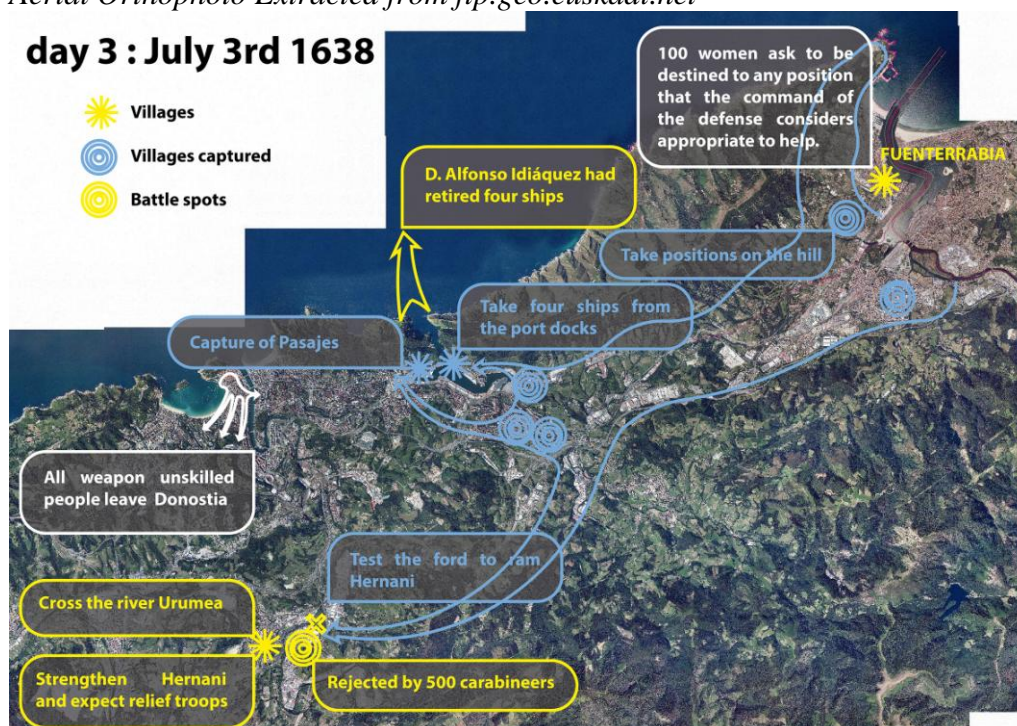 Aerial Orthophoto Extracted from ftp.geo.euskadi.net
day 3 : July 3rd 1638
Villages
Villages captured
Battle spots
100 women ask to be
destined to any position
that the command of
the defense considers
appropriate to help.
FUENTERRABIA
D. Alfonso Idiáquez had
retired four ships
Take positions on the hill
Take four ships from
the port docks
Capture of Pasajes
All weapon unskilled
people leave Donostia
Test the ford to ram
Hernani
Cross the river Urumea
Strengthen Hernani
and expect relief troops
Rejected by 500 carabineers